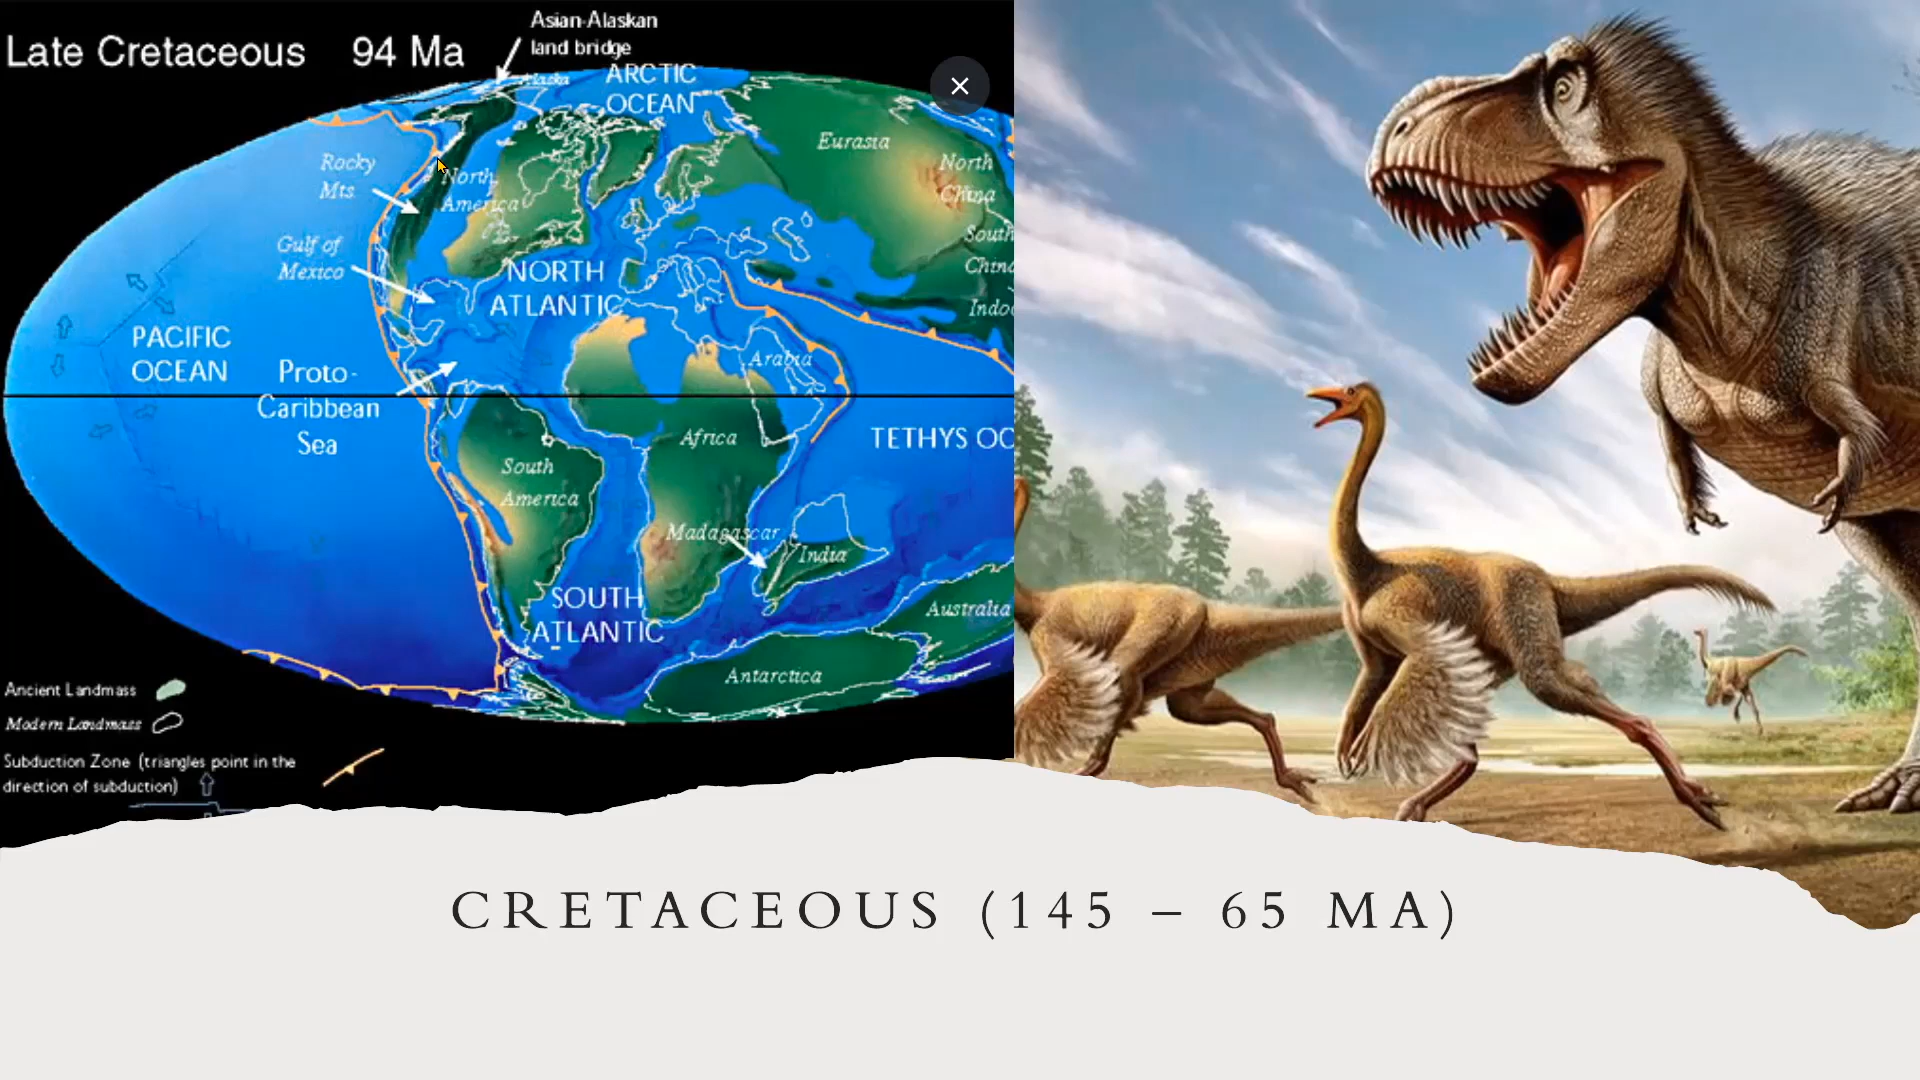 Late Cretaceous 94 Ma
Asian-Alaskan
land bridge
Alaska
ARCTIC
OCEAN
Eurasia
North
China
South
China
Rocky
Mts.
North
America
Gulf of
Mexico
NORTH
ATLANTIC
PACIFIC
OCEAN
Proto-
Caribbean
Sea
Arabia
Africa
TETHYS OC
South
America
Madagascar
India
SOUTH
ATLANTIC
Australia
Antarctica
Ancient Landmass
Modern Landmass
Subduction Zone (triangles point in the
direction of subduction)
CRETACEOUS (145 – 65 MA)